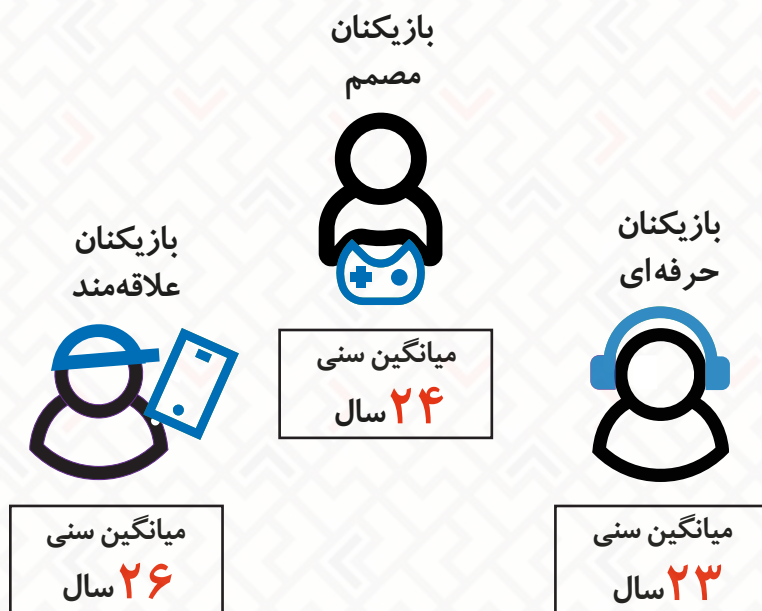 بازیکنان
مصمم
میانگین سنی
۲۴ سال
بازیکنان
حرفه‌ای
میانگین سنی
۲۳ سال
بازیکنان
علاقه‌مند
میانگین سنی
۲۶ سال